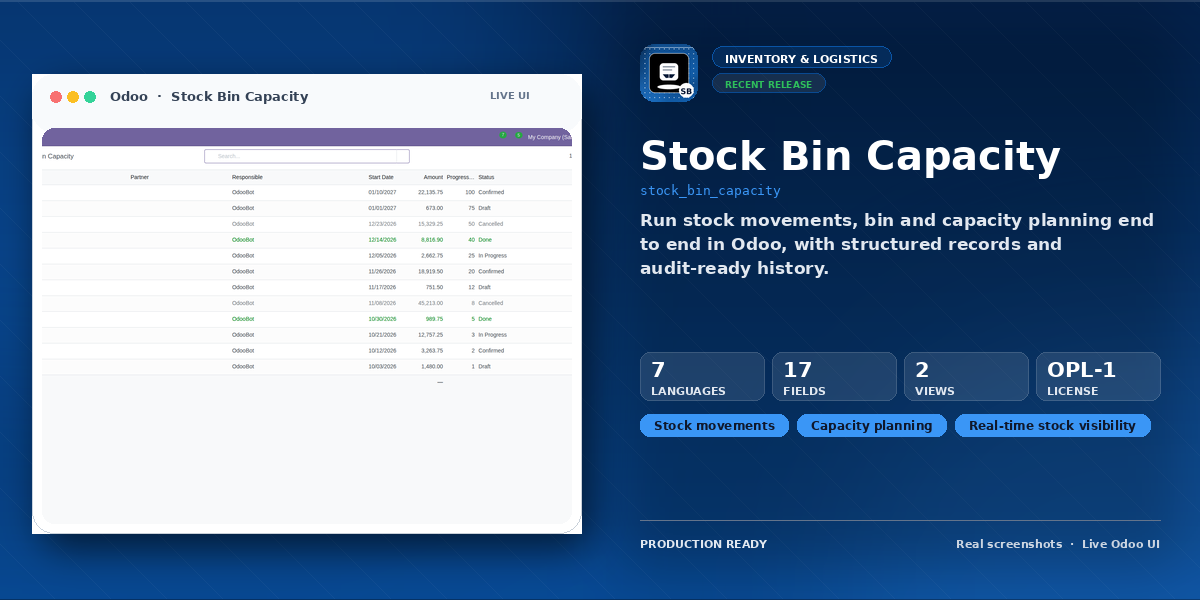 Odoo · Stock Bin Capacity
LIVE UI
My Company (Sa
n Capacity
Search...
1
Partner Responsible Start Date Amount Progress... Status
OdooBot 01/10/2027 22,135.75 100 Confirmed
OdooBot 01/01/2027 673.00 75 Draft
OdooBot 12/23/2026 15,329.25 50 Cancelled
OdooBot 12/14/2026 8,816.90 40 Done
OdooBot 12/05/2026 2,662.75 25 In Progress
OdooBot 11/26/2026 18,919.50 20 Confirmed
OdooBot 11/17/2026 751.50 12 Draft
OdooBot 11/08/2026 45,213.00 8 Cancelled
OdooBot 10/30/2026 989.75 5 Done
OdooBot 10/21/2026 12,757.25 3 In Progress
OdooBot 10/12/2026 3,263.75 2 Confirmed
OdooBot 10/03/2026 1,480.00 1 Draft
—
SB
INVENTORY & LOGISTICS
RECENT RELEASE
Stock Bin Capacity
stock_bin_capacity
Run stock movements, bin and capacity planning end
to end in Odoo, with structured records and
audit-ready history.
7
LANGUAGES
17
FIELDS
2
VIEWS
OPL-1
LICENSE
Stock movements
Capacity planning
Real-time stock visibility
PRODUCTION READY
Real screenshots · Live Odoo UI